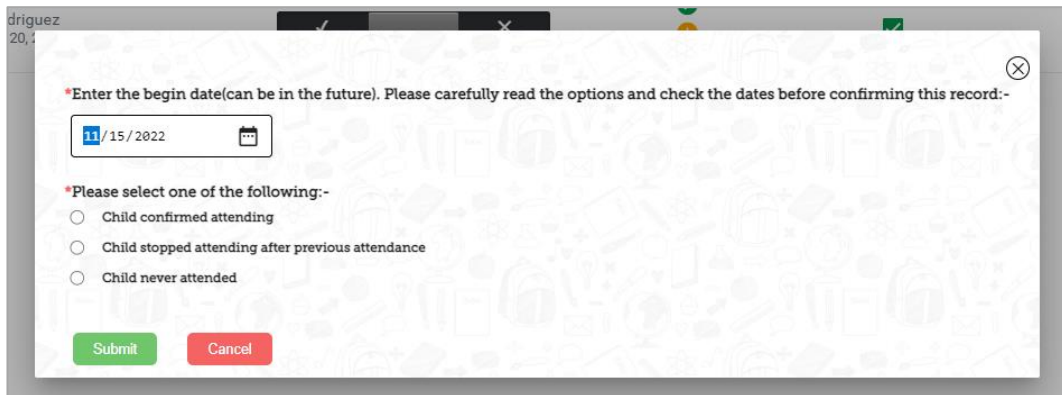 driguez
20, 2
*Enter the begin date(can be in the future). Please carefully read the options and check the dates before confirming this record:-
11/15/2022
*Please select one of the following:-
Child confirmed attending
Child stopped attending after previous attendance
Child never attended
Submit
Cancel